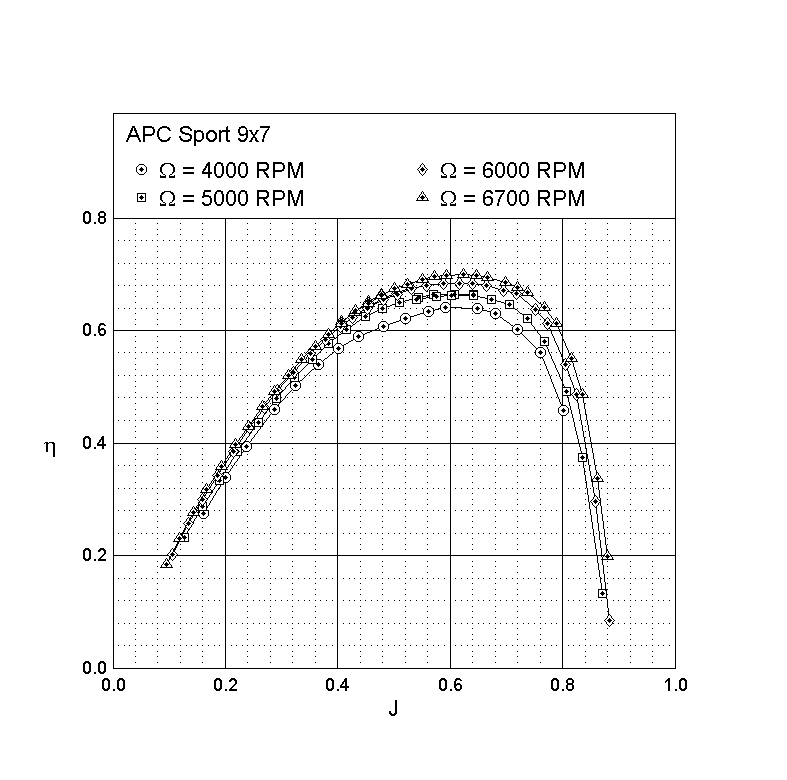 APC Sport 9x7
Ω = 4000 RPM
Ω = 6000 RPM
Ω = 5000 RPM
Ω = 6700 RPM
0.8
0.6
0.4
η
0.2
0.0
0.0 0.2 0.4 0.6 0.8 1.0
J